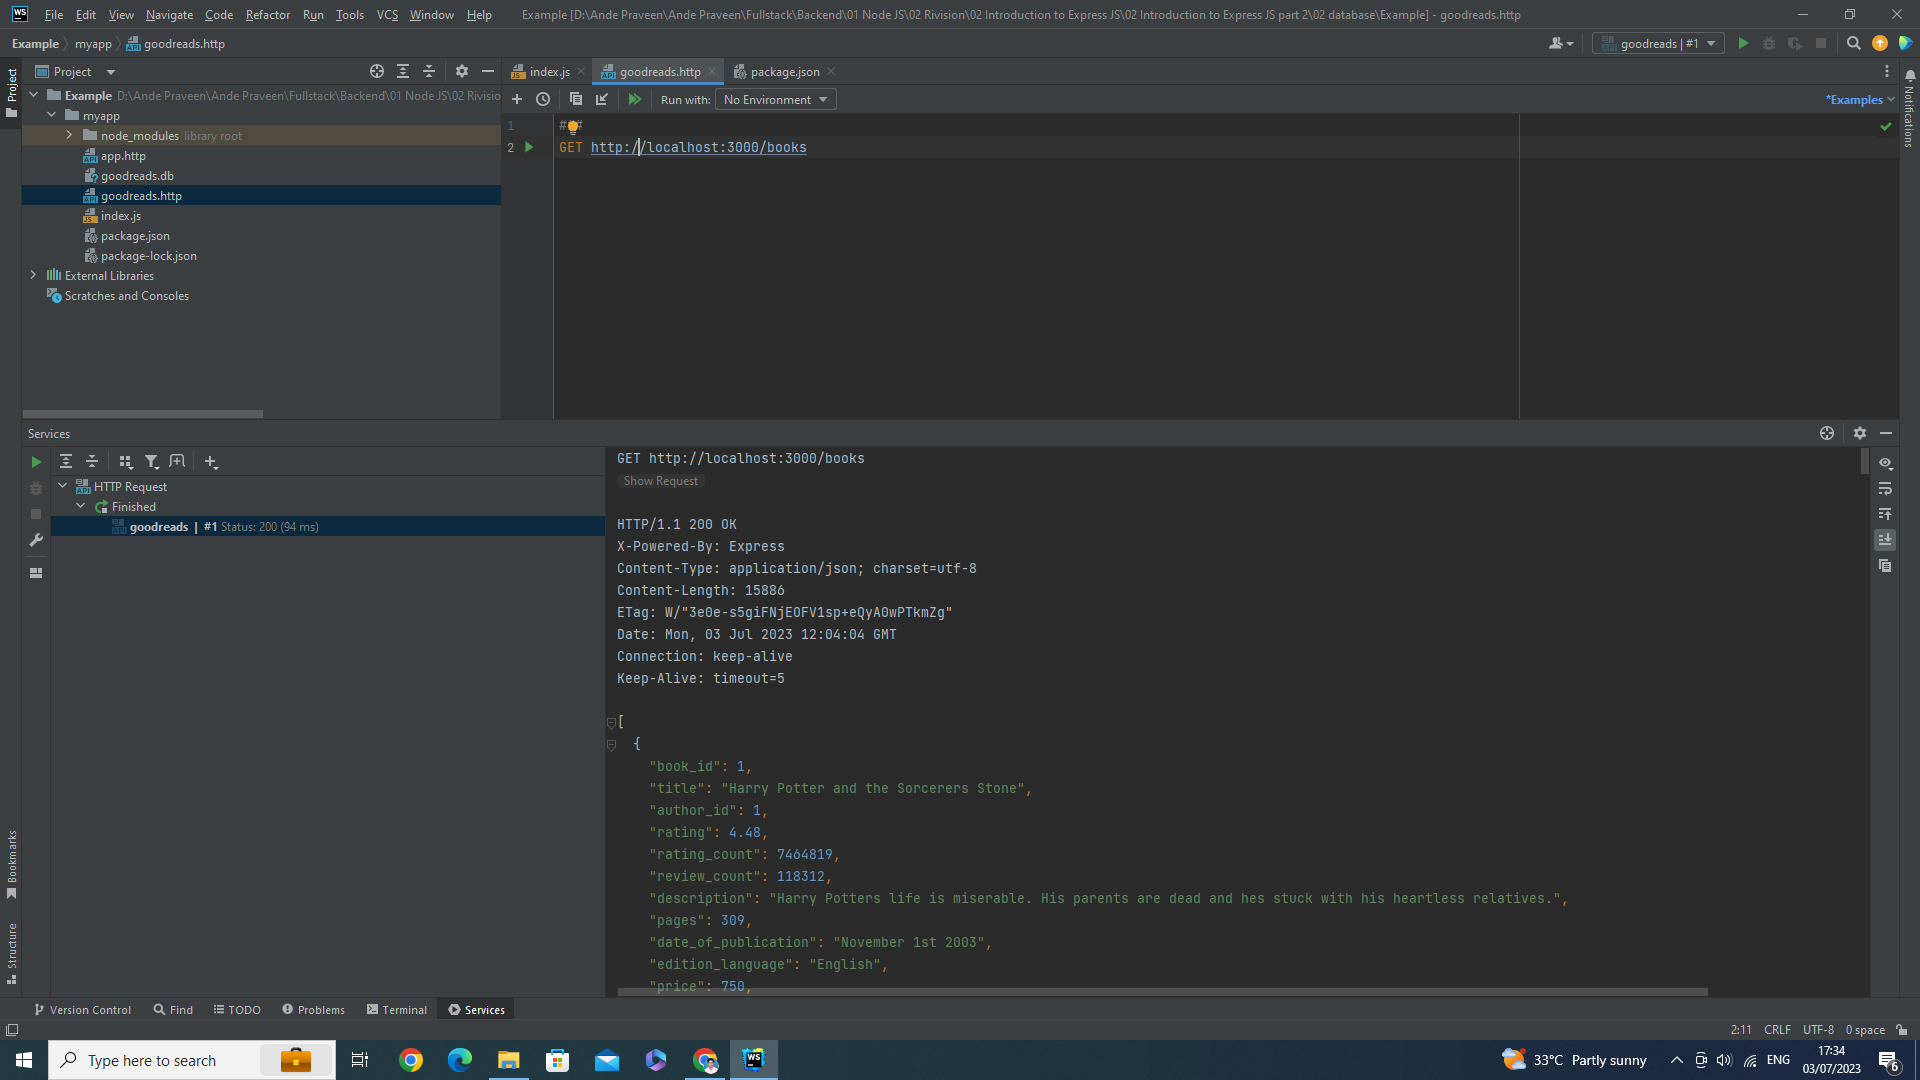 WS File Edit View Navigate Code Refactor Run Tools VCS Window Help Example [D:\Ande Praveen\Ande Praveen\Fullstack\Backend\01 Node JS\02 Rivision\02 Introduction to Express JS\02 Introduction to Express JS part 2\02 database\Example] - goodreads.http
Example myapp goodreads.http goodreads | #1
Project
Project
index.js goodreads.http package.json
Example D:\Ande Praveen\Ande Praveen\Fullstack\Backend\01 Node JS\02 Rivisio
Run with: No Environment *Examples
Notifications
myapp
node_modules library root
app.http
goodreads.db
goodreads.http
index.js
package.json
package-lock.json
External Libraries
Scratches and Consoles
1 ###
2 GET http://localhost:3000/books
Services
HTTP Request
Finished
goodreads | #1 Status: 200 (94 ms)
GET http://localhost:3000/books
Show Request
HTTP/1.1 200 OK
X-Powered-By: Express
Content-Type: application/json; charset=utf-8
Content-Length: 15886
ETag: W/"3e0e-s5giFNjEOFV1sp+eQyA0wPTkmZg"
Date: Mon, 03 Jul 2023 12:04:04 GMT
Connection: keep-alive
Keep-Alive: timeout=5
[
{
"book_id": 1,
"title": "Harry Potter and the Sorcerers Stone",
"author_id": 1,
"rating": 4.48,
"rating_count": 7464819,
"review_count": 118312,
"description": "Harry Potters life is miserable. His parents are dead and hes stuck with his heartless relatives.",
"pages": 309,
"date_of_publication": "November 1st 2003",
"edition_language": "English",
"price": 750,
Bookmarks
Structure
Version Control Find TODO Problems Terminal Services
2:11 CRLF UTF-8 0 space
Type here to search
WS
33°C Partly sunny
ENG
17:34
03/07/2023
6